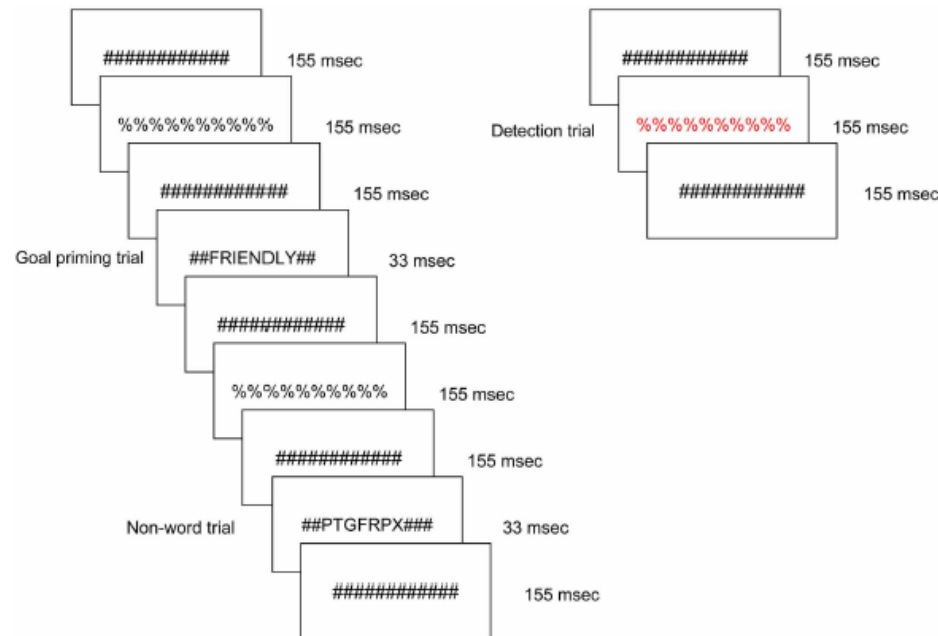 ############
155 msec
%%%%%%%%%%
155 msec
############
155 msec
Goal priming trial
##FRIENDLY##
33 msec
############
155 msec
%%%%%%%%%%
155 msec
############
155 msec
Non-word trial
##PTGFRPX###
33 msec
############
155 msec
############
155 msec
Detection trial
%%%%%%%%%%
155 msec
############
155 msec